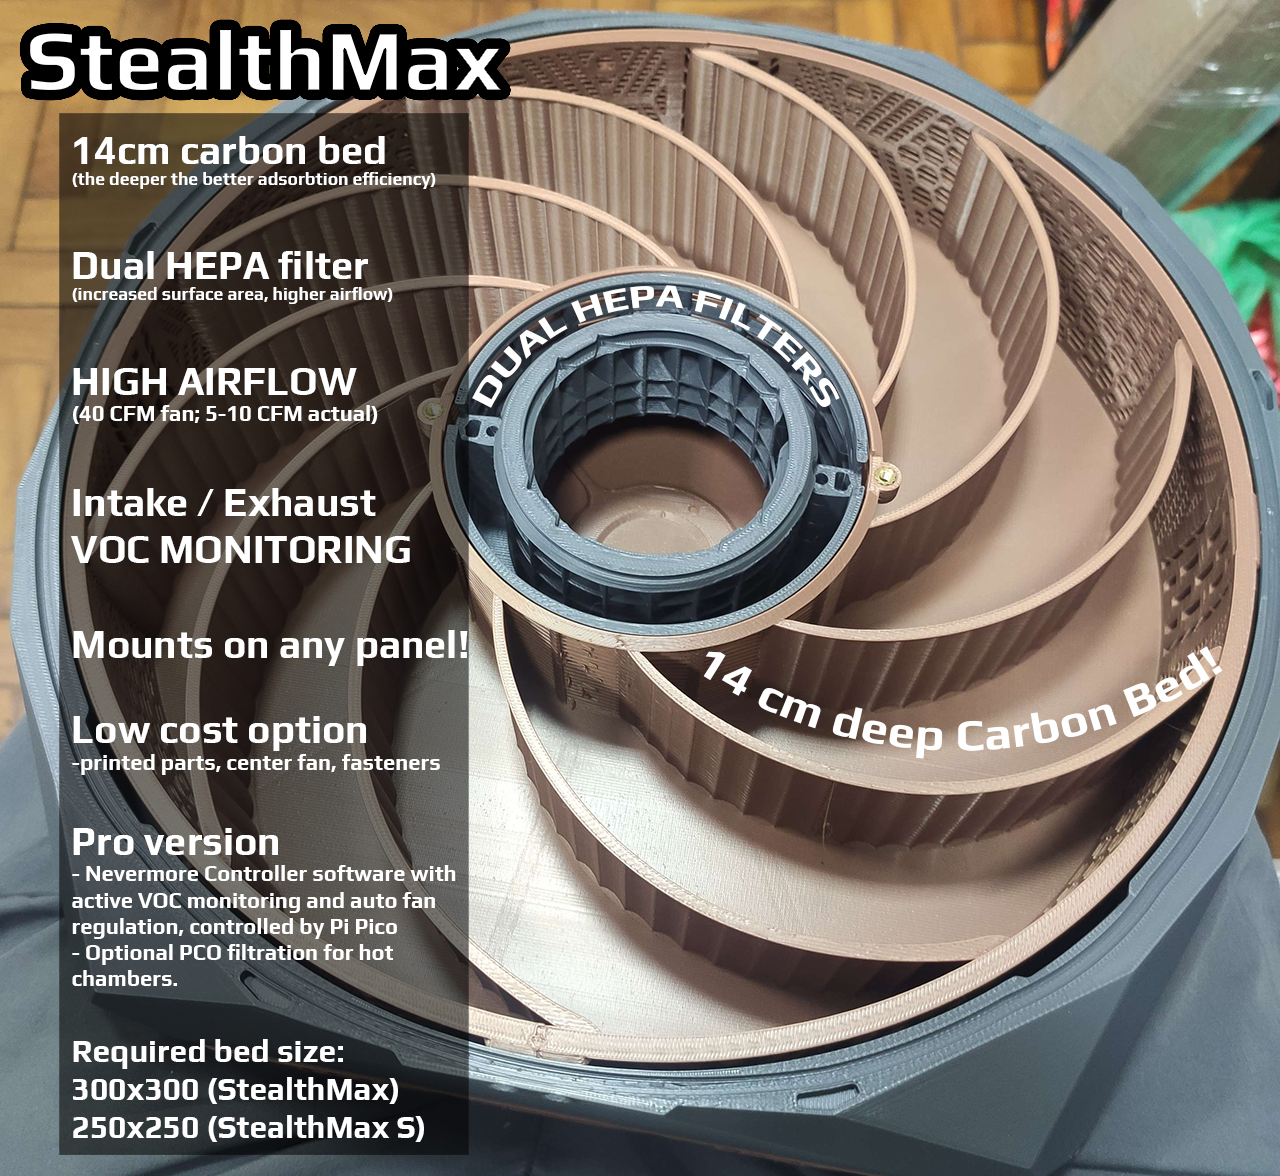 StealthMax
14cm carbon bed
(the deeper the better adsorbtion efficiency)
Dual HEPA filter
(increased surface area, higher airflow)
HIGH AIRFLOW
(40 CFM fan; 5-10 CFM actual)
Intake / Exhaust
VOC MONITORING
Mounts on any panel!
Low cost option
-printed parts, center fan, fasteners
Pro version
- Nevermore Controller software with
active VOC monitoring and auto fan
regulation, controlled by Pi Pico
- Optional PCO filtration for hot
chambers.
Required bed size:
300x300 (StealthMax)
250x250 (StealthMax S)
DUAL HEPA FILTERS
14 cm deep Carbon Bed!